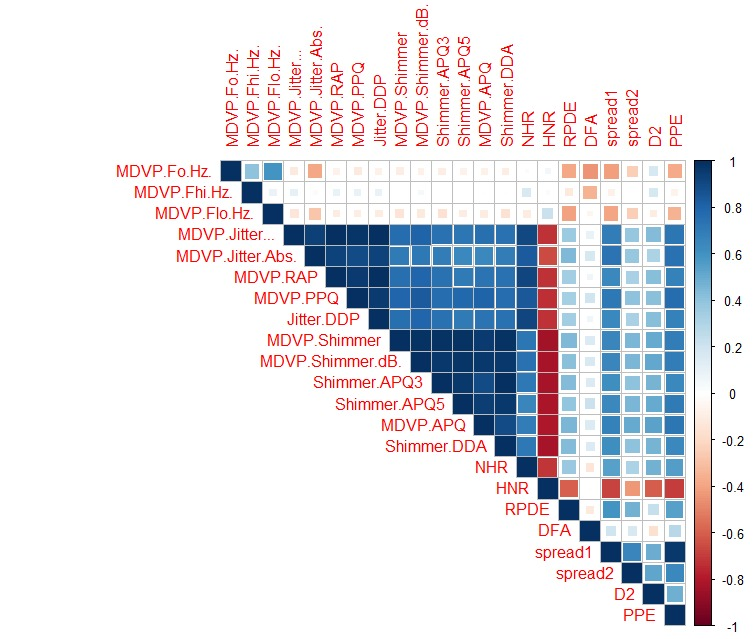 MDVP.Fo.Hz.
MDVP.Fhi.Hz.
MDVP.Flo.Hz.
MDVP.Jitter...
MDVP.Jitter.Abs.
MDVP.RAP
MDVP.PPQ
Jitter.DDP
MDVP.Shimmer
MDVP.Shimmer.dB.
Shimmer.APQ3
Shimmer.APQ5
MDVP.APQ
Shimmer.DDA
NHR
HNR
RPDE
DFA
spread1
spread2
D2
PPE
MDVP.Fo.Hz.
MDVP.Fhi.Hz.
MDVP.Flo.Hz.
MDVP.Jitter...
MDVP.Jitter.Abs.
MDVP.RAP
MDVP.PPQ
Jitter.DDP
MDVP.Shimmer
MDVP.Shimmer.dB.
Shimmer.APQ3
Shimmer.APQ5
MDVP.APQ
Shimmer.DDA
NHR
HNR
RPDE
DFA
spread1
spread2
D2
PPE
1
0.8
0.6
0.4
0.2
0
-0.2
-0.4
-0.6
-0.8
-1